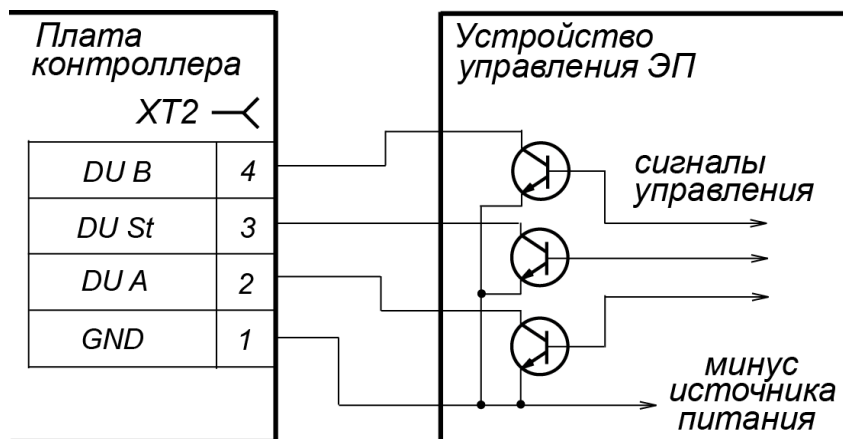 Плата
контроллера
XT2
DU B 4
DU St 3
DU A 2
GND 1
Устройство
управления ЭП
сигналы
управления
минус
источника
питания